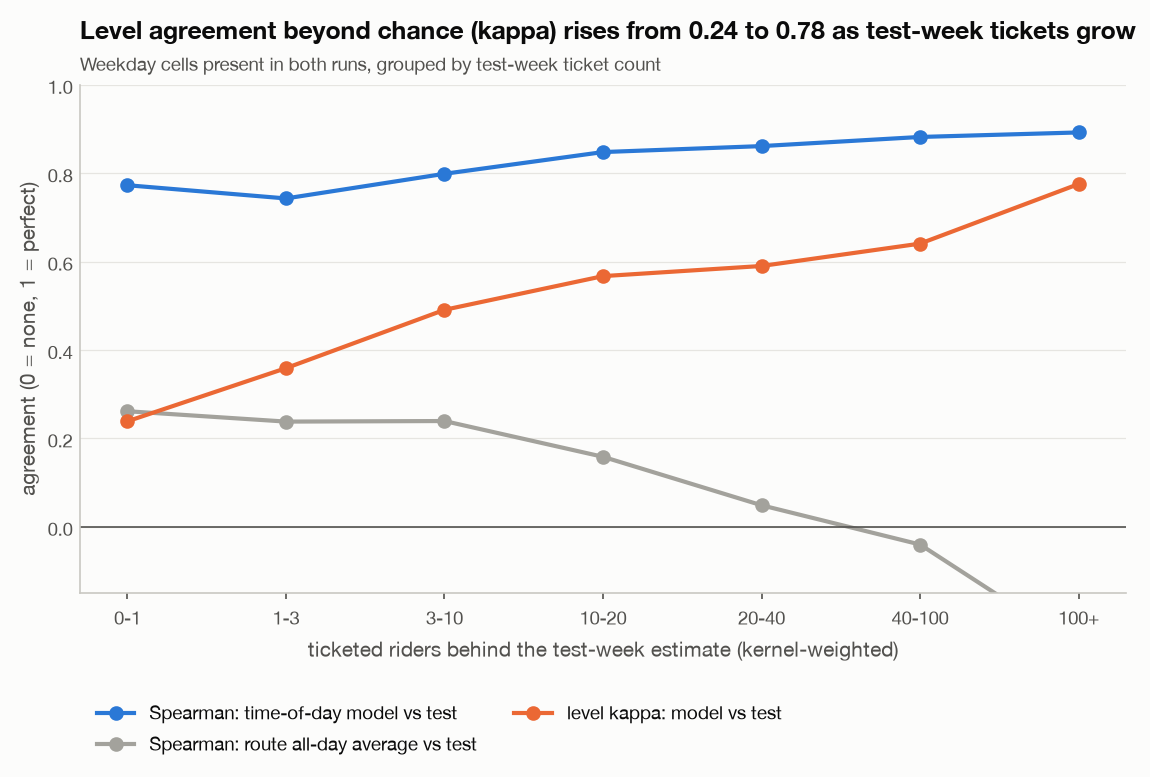 Level agreement beyond chance (kappa) rises from 0.24 to 0.78 as test-week tickets grow
Weekday cells present in both runs, grouped by test-week ticket count
agreement (0 = none, 1 = perfect)
1.0
0.8
0.6
0.4
0.2
0.0
0-1
1-3
3-10
10-20
20-40
40-100
100+
ticketed riders behind the test-week estimate (kernel-weighted)
Spearman: time-of-day model vs test
level kappa: model vs test
Spearman: route all-day average vs test